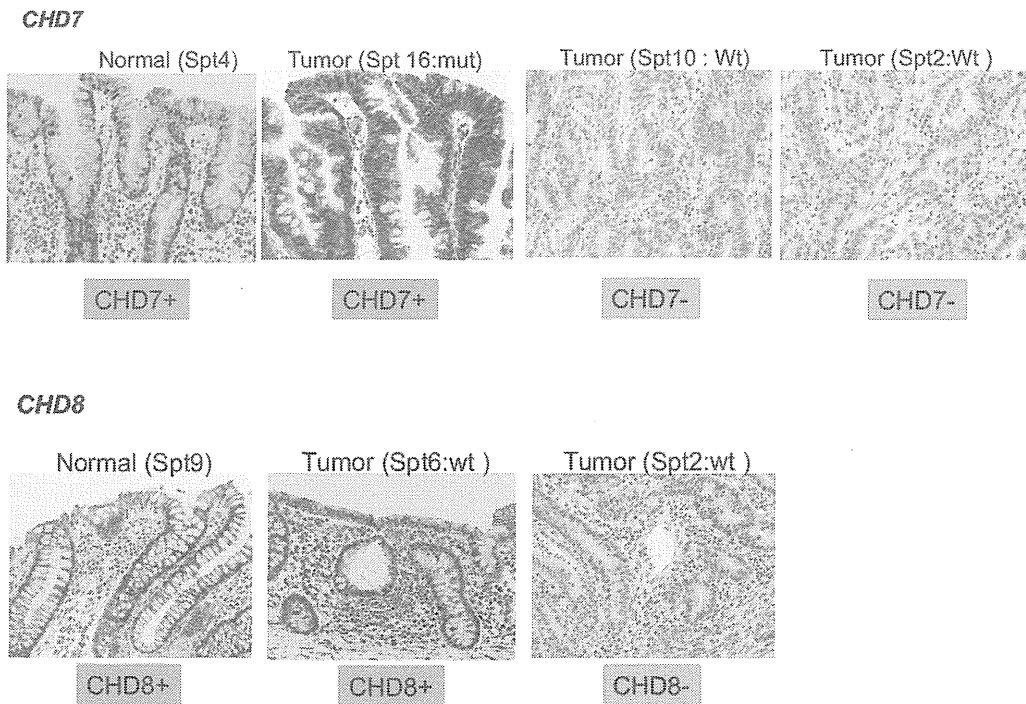 CHD7
Normal (Spt4) Tumor (Spt 16:mut) Tumor (Spt10 : Wt) Tumor (Spt2:Wt )
CHD7+ CHD7+ CHD7- CHD7-
CHD8
Normal (Spt9) Tumor (Spt6:wt ) Tumor (Spt2:wt )
CHD8+ CHD8+ CHD8-